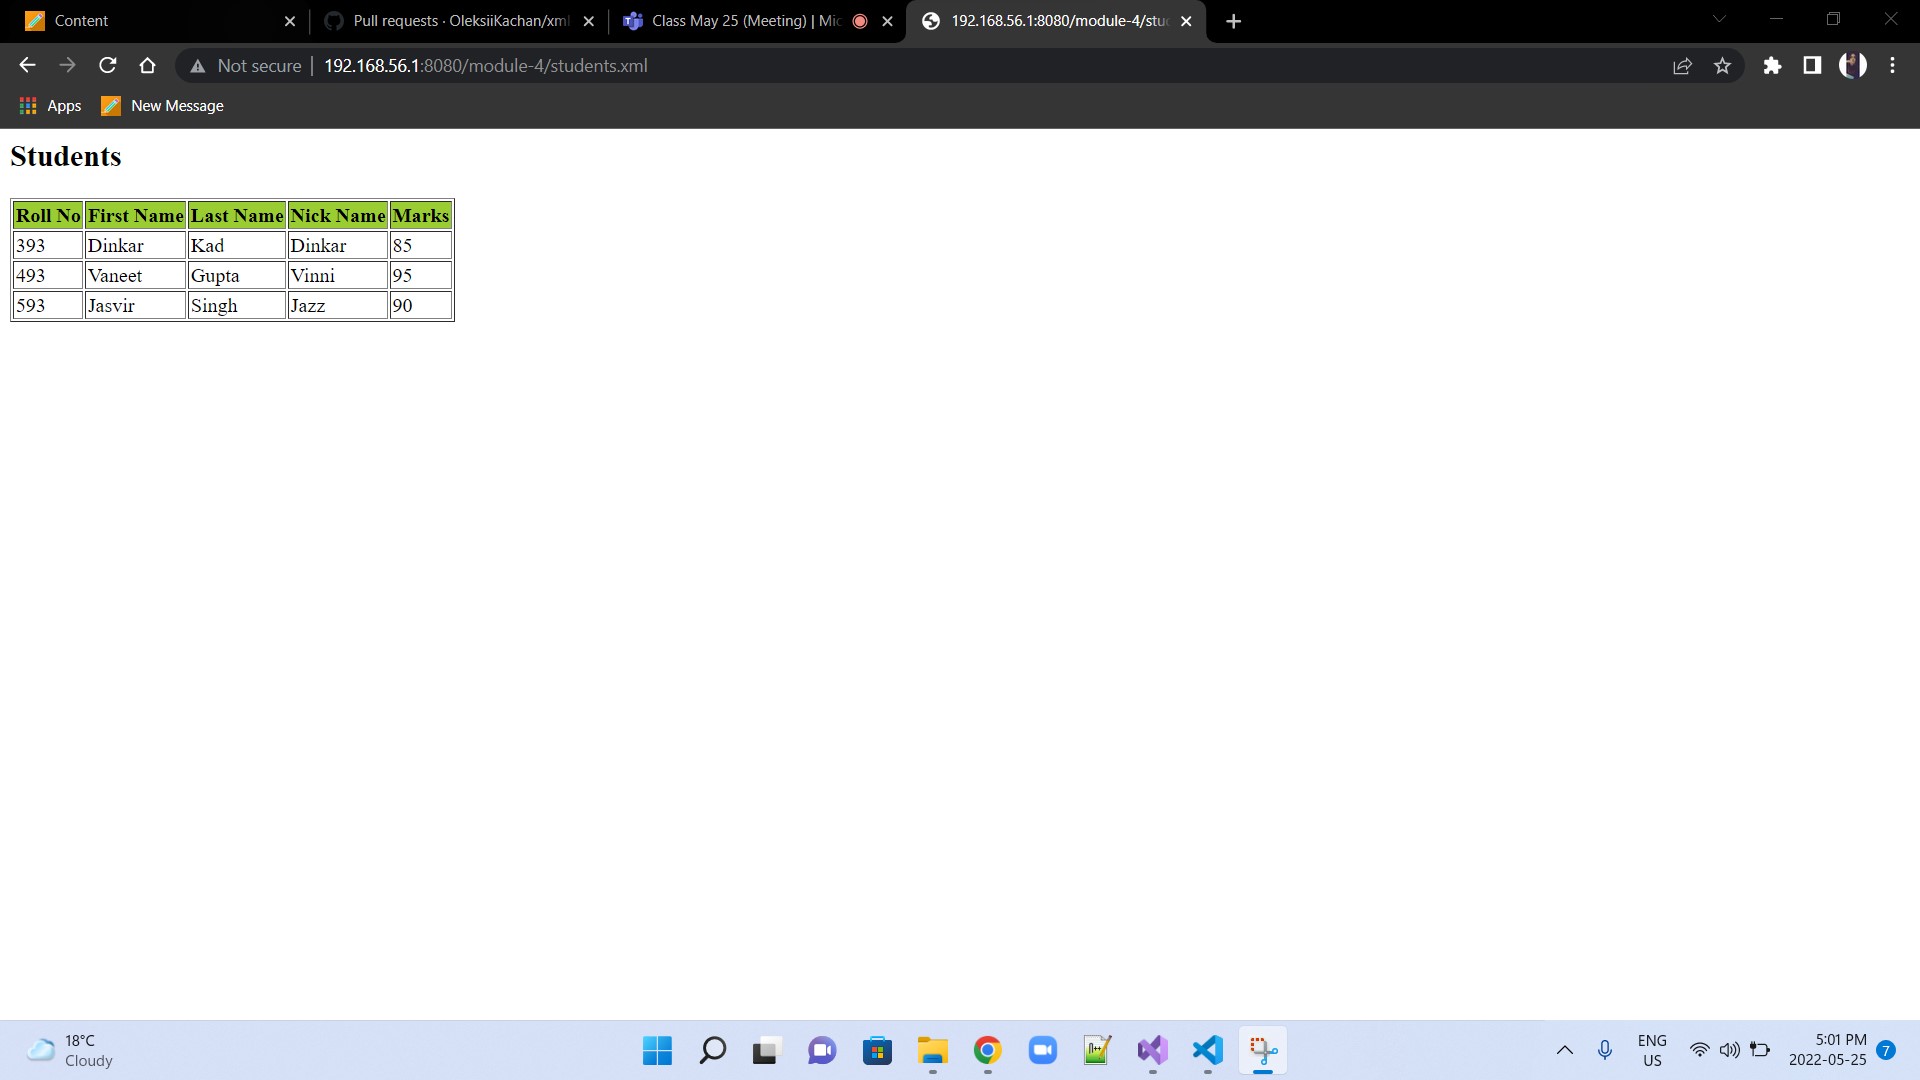 Content
Pull requests · OleksiiKachan/xml
Class May 25 (Meeting) | Mic
192.168.56.1:8080/module-4/stu
Not secure
192.168.56.1:8080/module-4/students.xml
Apps
New Message
Students
Roll No First Name Last Name Nick Name Marks
393 Dinkar Kad Dinkar 85
493 Vaneet Gupta Vinni 95
593 Jasvir Singh Jazz 90
18°C
Cloudy
ENG
US
5:01 PM
2022-05-25
7